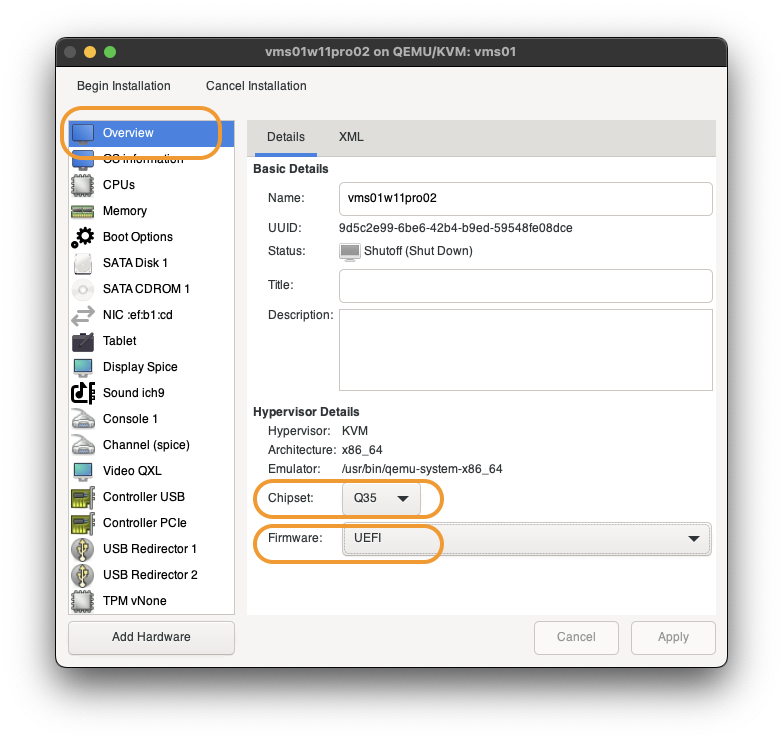 vms01w11pro02 on QEMU/KVM: vms01
Begin Installation Cancel Installation
Overview
OS information
CPUs
Memory
Boot Options
SATA Disk 1
SATA CDROM 1
NIC :ef:b1:cd
Tablet
Display Spice
Sound ich9
Console 1
Channel (spice)
Video QXL
Controller USB
Controller PCIe
USB Redirector 1
USB Redirector 2
TPM vNone
Add Hardware
Details XML
Basic Details
Name: vms01w11pro02
UUID: 9d5c2e99-6be6-42b4-b9ed-59548fe08dce
Status: Shutoff (Shut Down)
Title:
Description:
Hypervisor Details
Hypervisor: KVM
Architecture: x86_64
Emulator: /usr/bin/qemu-system-x86_64
Chipset: Q35
Firmware: UEFI
Cancel Apply